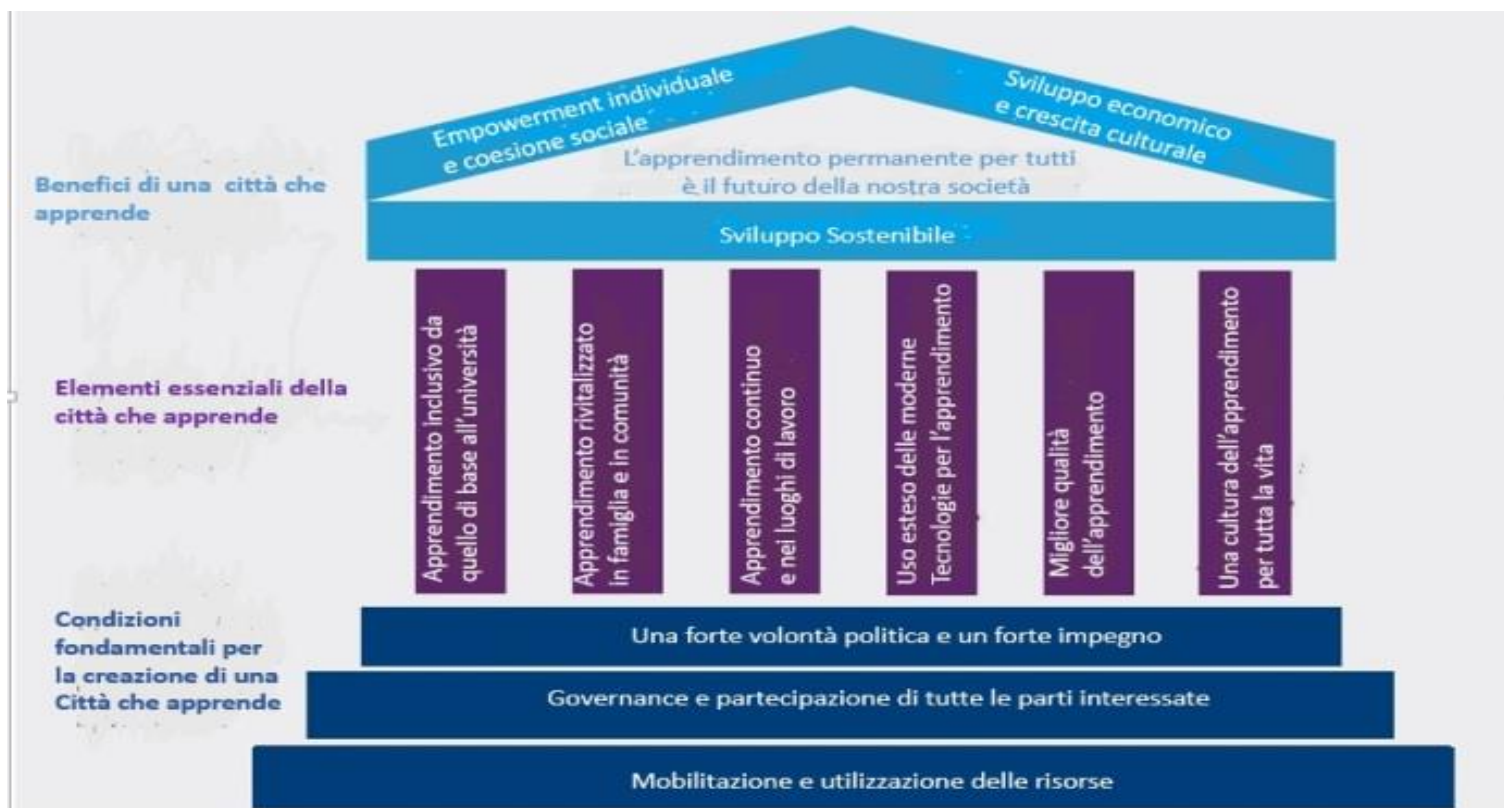 Empowerment individuale
e coesione sociale
Sviluppo economico
e crescita culturale
L'apprendimento permanente per tutti
è il futuro della nostra società
Benefici di una città che
apprende
Sviluppo Sostenibile
Elementi essenziali della
città che apprende
Apprendimento inclusivo da
quello di base all'università
Apprendimento rivitalizzato
in famiglia e in comunità
Apprendimento continuo
e nei luoghi di lavoro
Uso esteso delle moderne
Tecnologie per l'apprendimento
Migliore qualità
dell'apprendimento
Una cultura dell'apprendimento
per tutta la vita
Condizioni
fondamentali per
la creazione di una
Città che apprende
Una forte volontà politica e un forte impegno
Governance e partecipazione di tutte le parti interessate
Mobilitazione e utilizzazione delle risorse